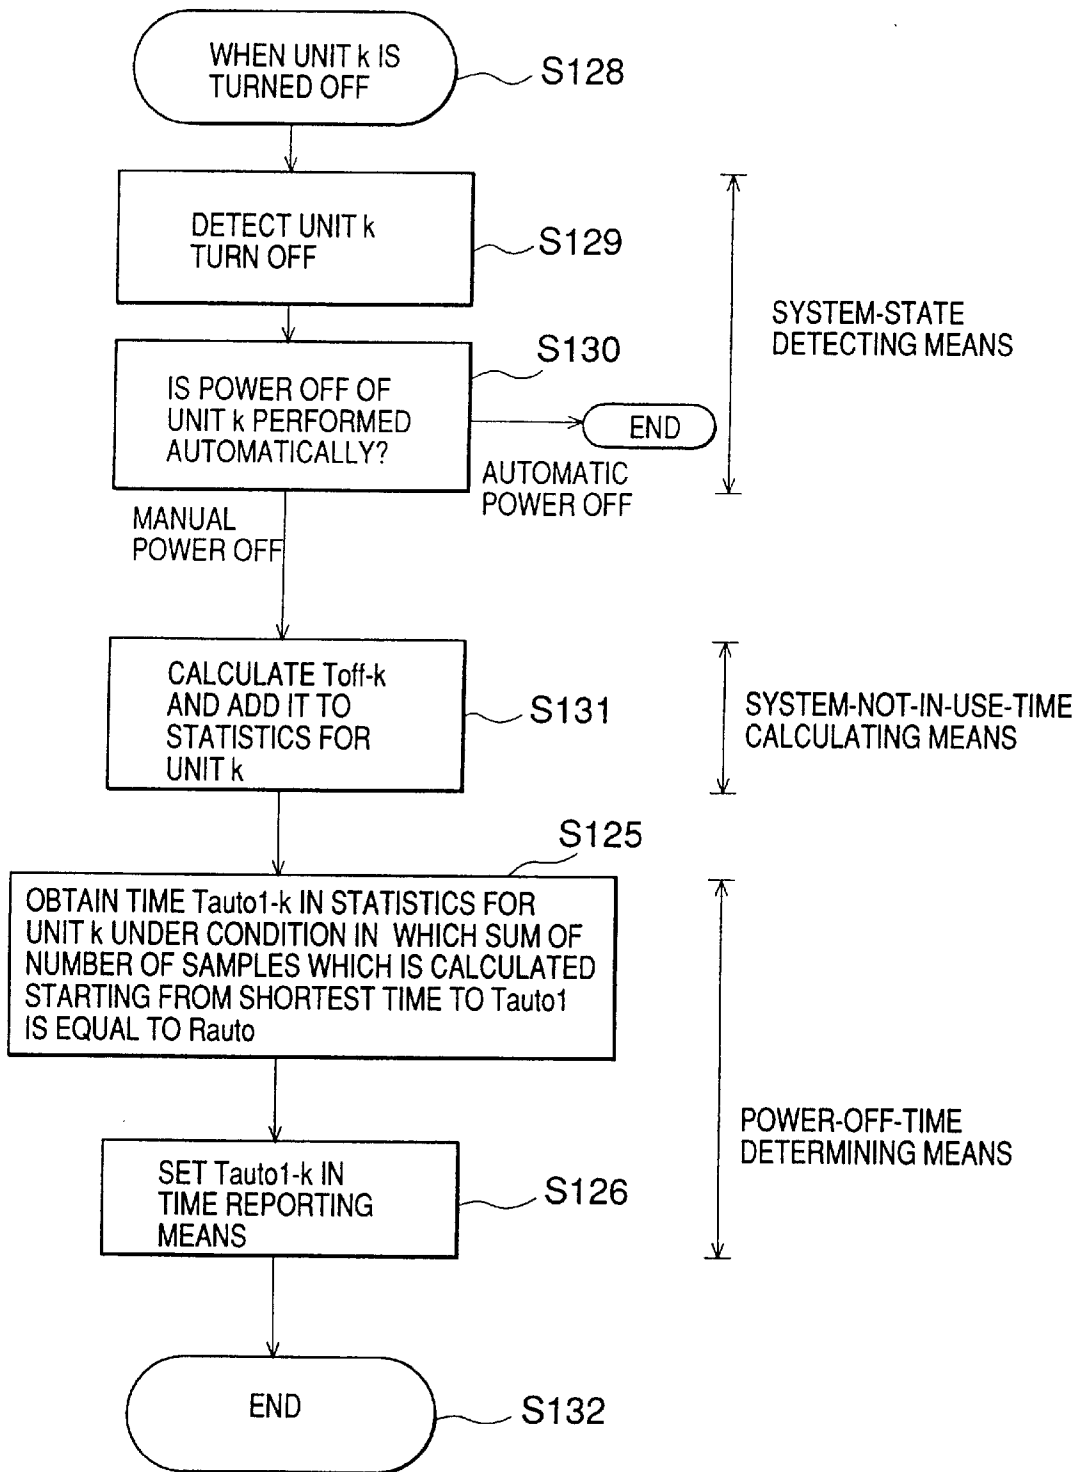 WHEN UNIT k IS
TURNED OFF
S128
DETECT UNIT k
TURN OFF
S129
SYSTEM-STATE
DETECTING MEANS
S130
IS POWER OFF OF
UNIT k PERFORMED
AUTOMATICALLY?
END
AUTOMATIC
POWER OFF
MANUAL
POWER OFF
CALCULATE Toff-k
AND ADD IT TO
STATISTICS FOR
UNIT k
S131
SYSTEM-NOT-IN-USE-TIME
CALCULATING MEANS
S125
OBTAIN TIME Tauto1-k IN STATISTICS FOR
UNIT k UNDER CONDITION IN WHICH SUM OF
NUMBER OF SAMPLES WHICH IS CALCULATED
STARTING FROM SHORTEST TIME TO Tauto1
IS EQUAL TO Rauto
POWER-OFF-TIME
DETERMINING MEANS
SET Tauto1-k IN
TIME REPORTING
MEANS
S126
END
S132